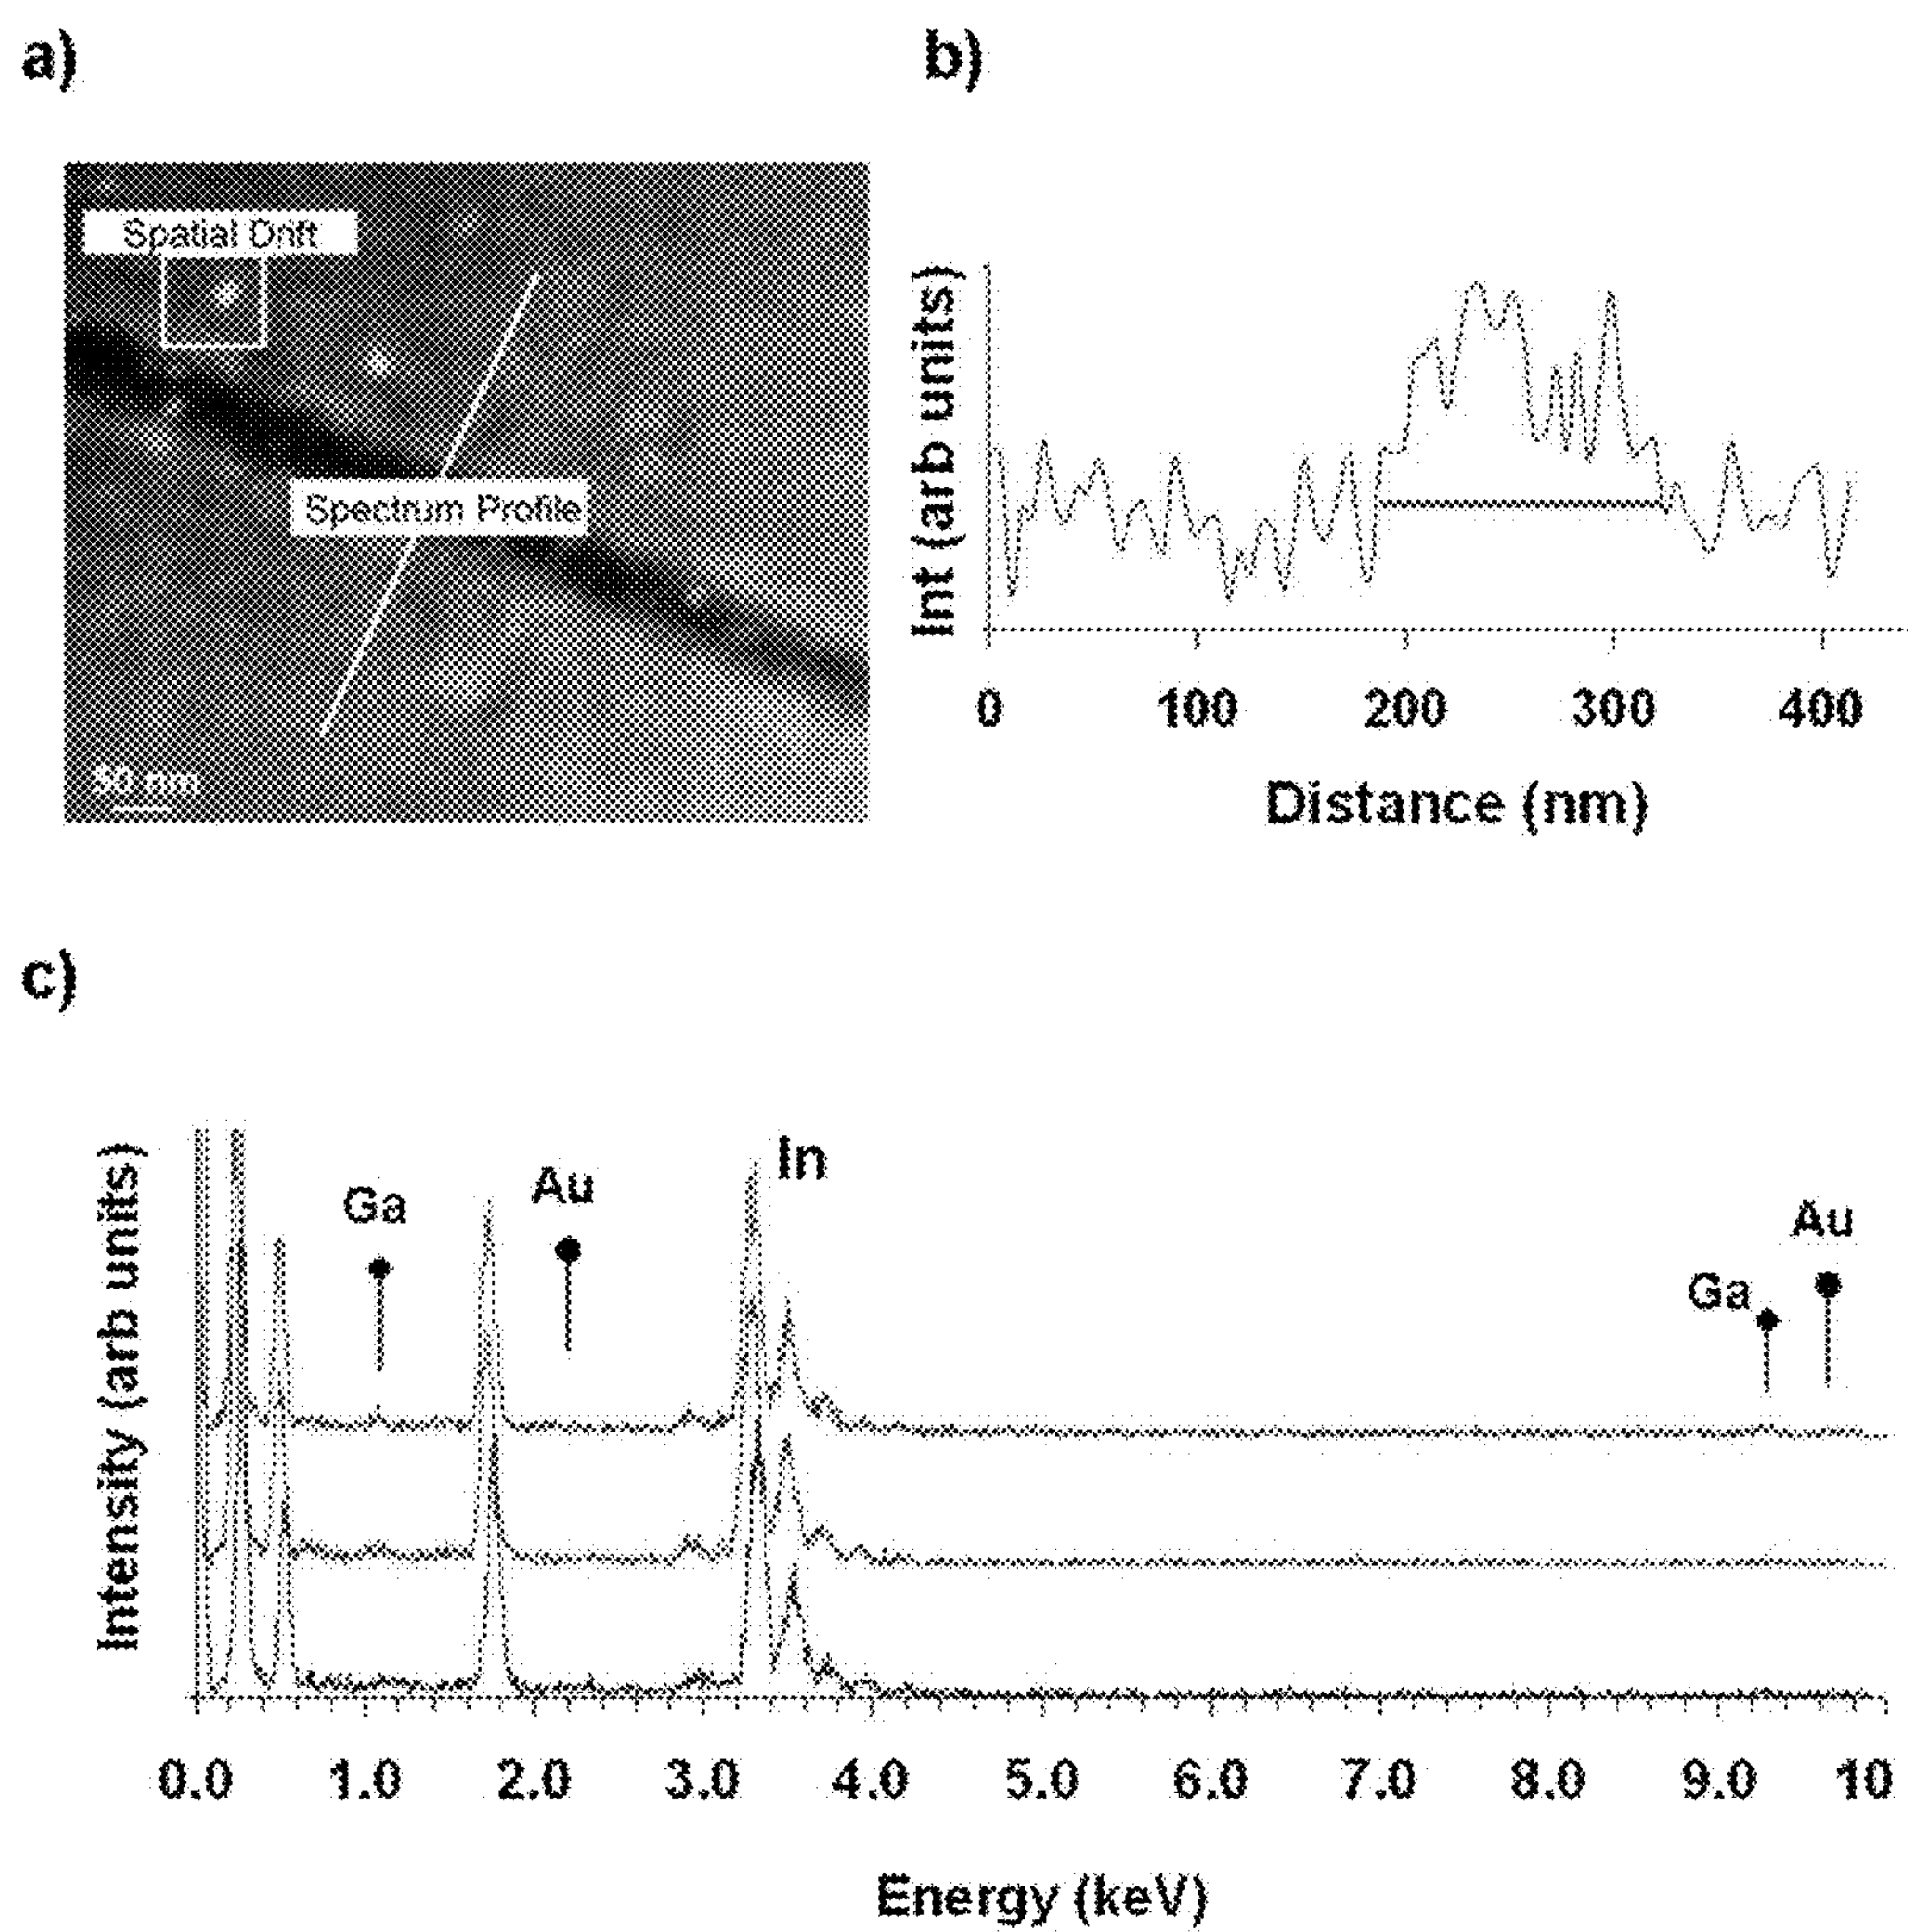 a)
b)
Spatial Drift
Spectrum Profile
50 nm
Int (arb units)
0 100 200 300 400
Distance (nm)
c)
Intensity (arb units)
Ga
Au
In
Ga
Au
0.0 1.0 2.0 3.0 4.0 5.0 6.0 7.0 8.0 9.0 10
Energy (keV)